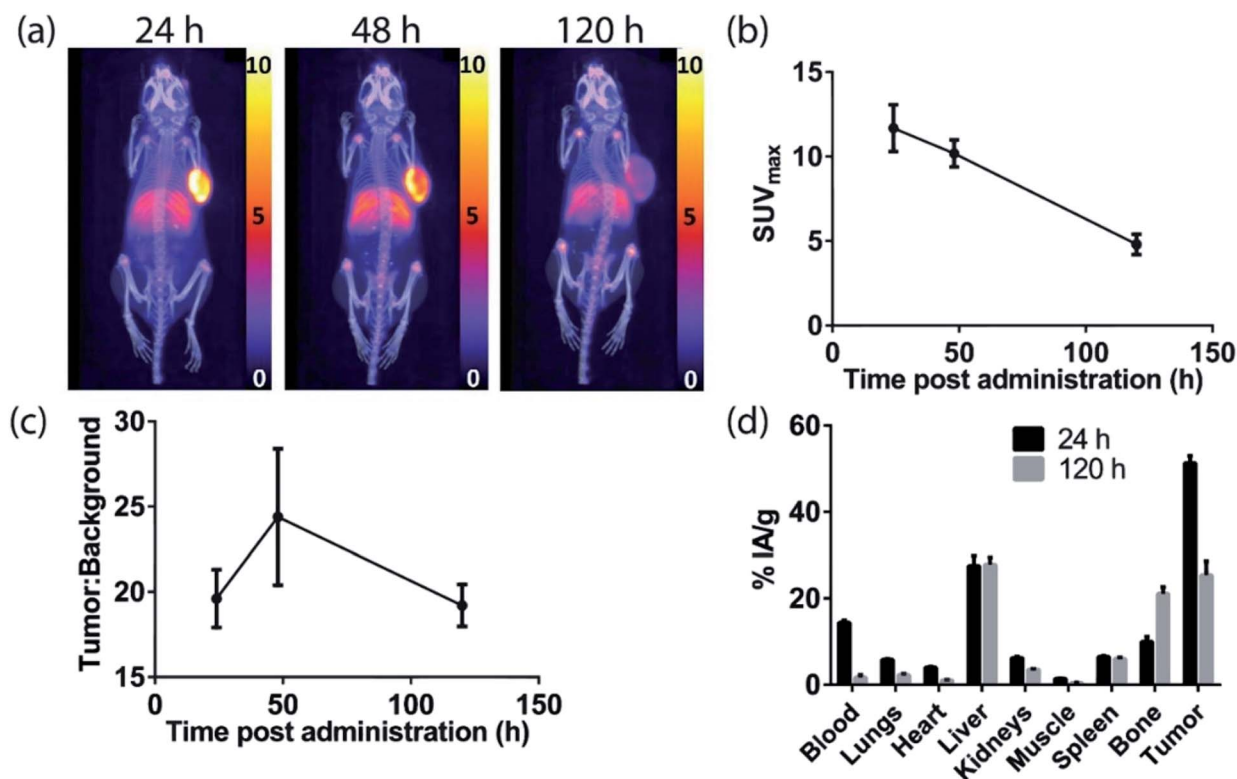 (a) 24 h 48 h 120 h
10 10 10
5 5 5
0 0 0
(b)
SUVmax
15
10
5
0
0 50 100 150
Time post administration (h)
(c)
Tumor:Background
30
25
20
15
0 50 100 150
Time post administration (h)
(d)
% IA/g
60
40
20
0
24 h
120 h
Blood
Lungs
Heart
Liver
Kidneys
Muscle
Spleen
Bone
Tumor